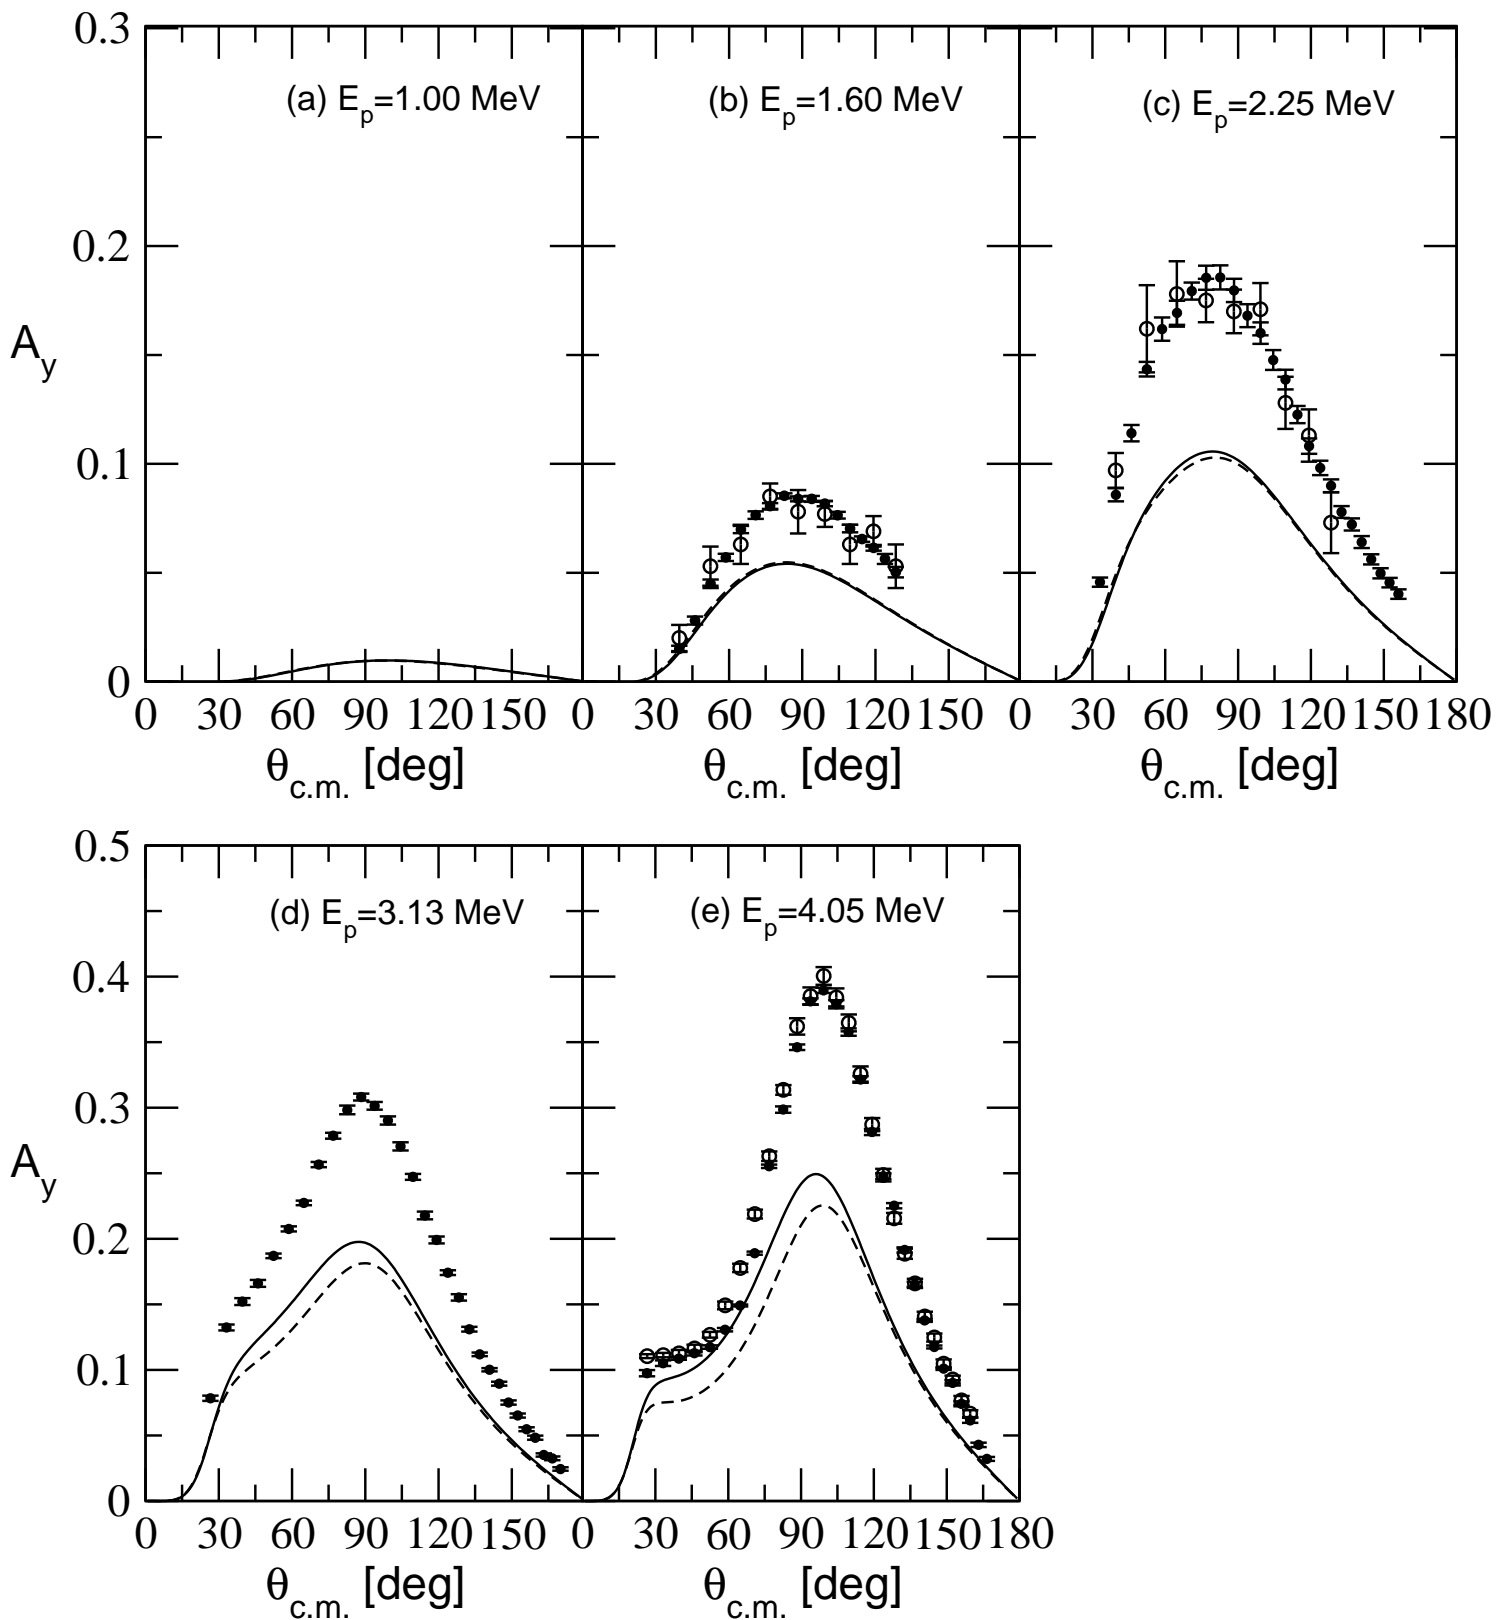 0.3
(a) E_p=1.00 MeV
(b) E_p=1.60 MeV
(c) E_p=2.25 MeV
0.2
A_y
0.1
0
0 30 60 90 120 150 0 30 60 90 120 150 0 30 60 90 120 150 180
θ_c.m. [deg] θ_c.m. [deg] θ_c.m. [deg]
0.5
(d) E_p=3.13 MeV
(e) E_p=4.05 MeV
0.4
0.3
A_y
0.2
0.1
0
0 30 60 90 120 150 0 30 60 90 120 150 180
θ_c.m. [deg] θ_c.m. [deg]